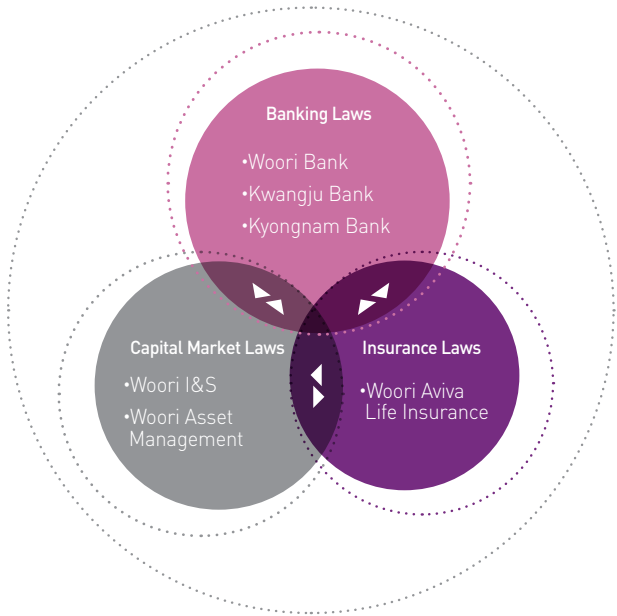 Banking Laws
•Woori Bank
•Kwangju Bank
•Kyongnam Bank
Capital Market Laws
•Woori I&S
•Woori Asset
Management
Insurance Laws
•Woori Aviva
Life Insurance